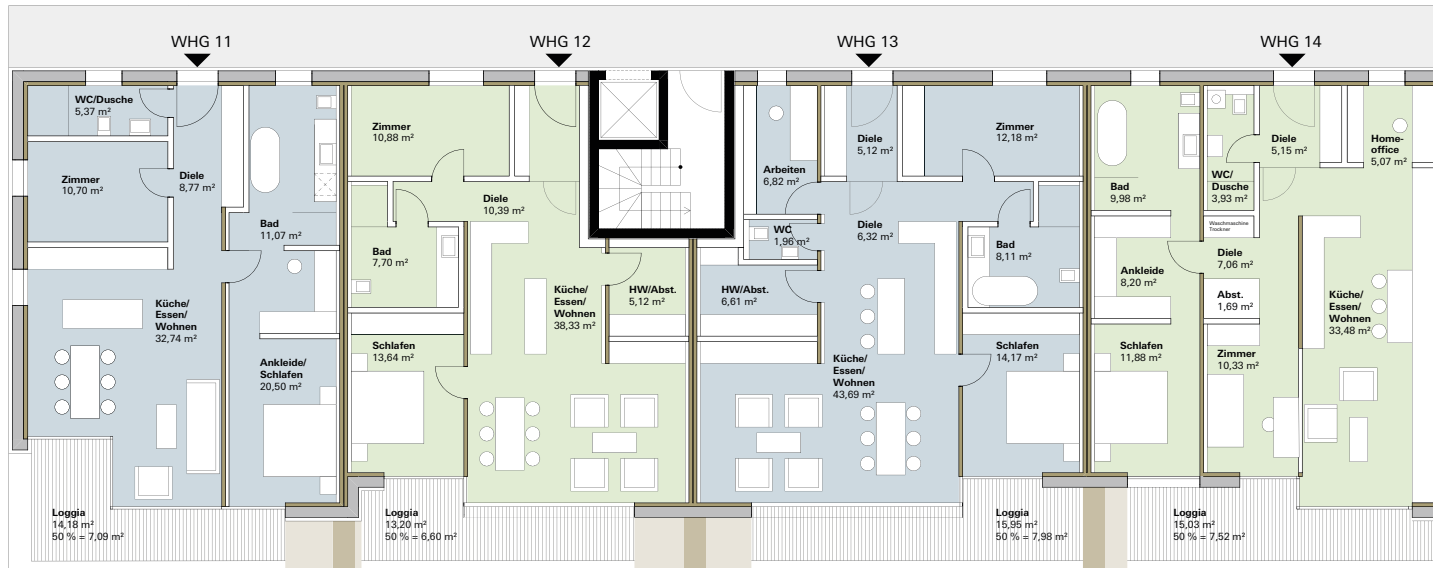 WHG 11
WHG 12
WHG 13
WHG 14
WC/Dusche
5,37 m²
Zimmer
10,70 m²
Diele
8,77 m²
Bad
11,07 m²
Küche/
Essen/
Wohnen
32,74 m²
Ankleide/
Schlafen
20,50 m²
Loggia
14,18 m²
50 % = 7,09 m²
Zimmer
10,88 m²
Diele
10,39 m²
Bad
7,70 m²
HW/Abst.
5,12 m²
Küche/
Essen/
Wohnen
38,33 m²
Schlafen
13,64 m²
Loggia
13,20 m²
50 % = 6,60 m²
Arbeiten
6,82 m²
Diele
5,12 m²
Zimmer
12,18 m²
WC
1,96 m²
Diele
6,32 m²
Bad
8,11 m²
HW/Abst.
6,61 m²
Küche/
Essen/
Wohnen
43,69 m²
Schlafen
14,17 m²
Loggia
15,95 m²
50 % = 7,98 m²
Bad
9,98 m²
WC/
Dusche
3,93 m²
Diele
5,15 m²
Home-
office
5,07 m²
Waschmaschine
Trockner
Ankleide
8,20 m²
Diele
7,06 m²
Abst.
1,69 m²
Küche/
Essen/
Wohnen
33,48 m²
Schlafen
11,88 m²
Zimmer
10,33 m²
Loggia
15,03 m²
50 % = 7,52 m²